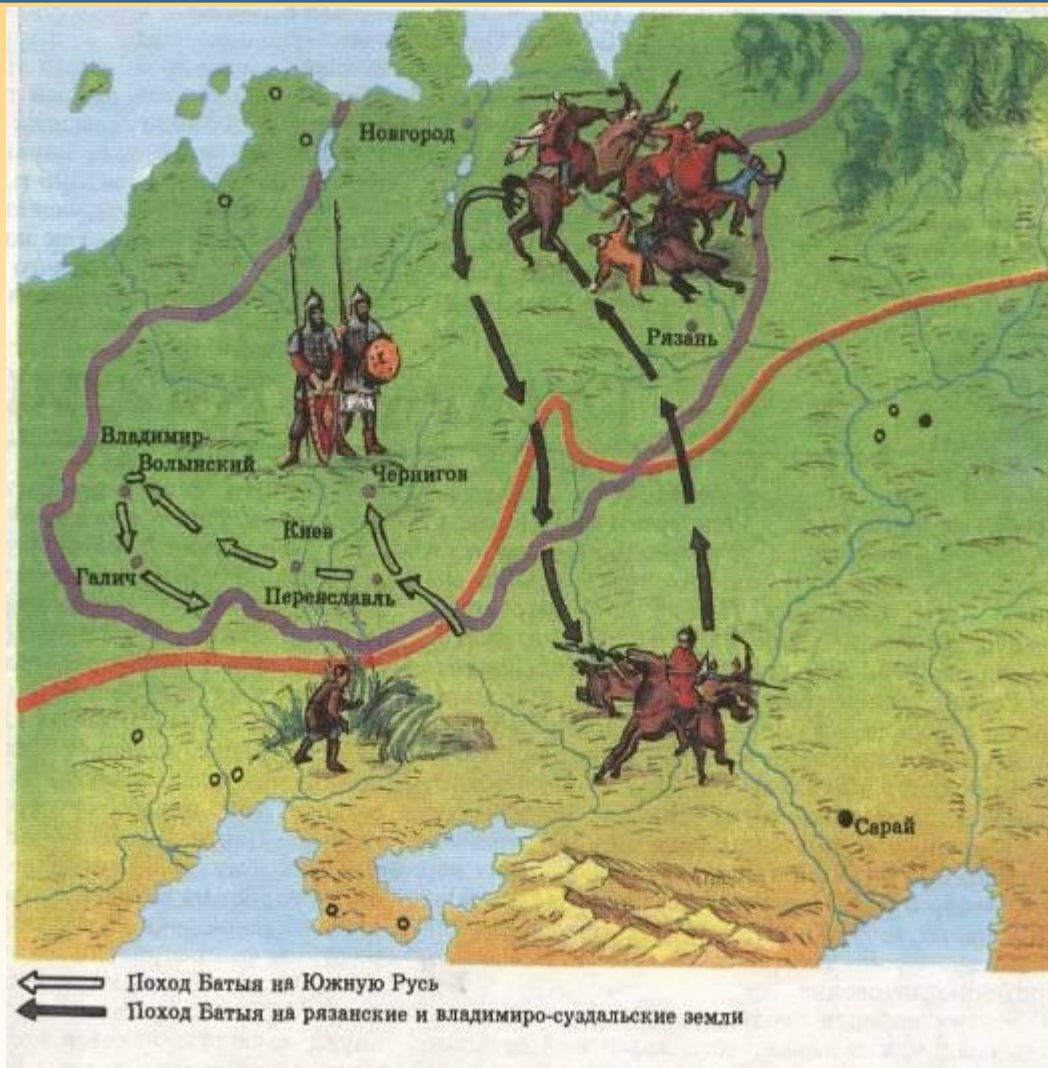 Новгород
Рязань
Владимир-
Волынский
Чернигов
Киев
Галич
Переяславль
Сарай
Поход Батыя на Южную Русь
Поход Батыя на рязанские и владимиро-суздальские земли